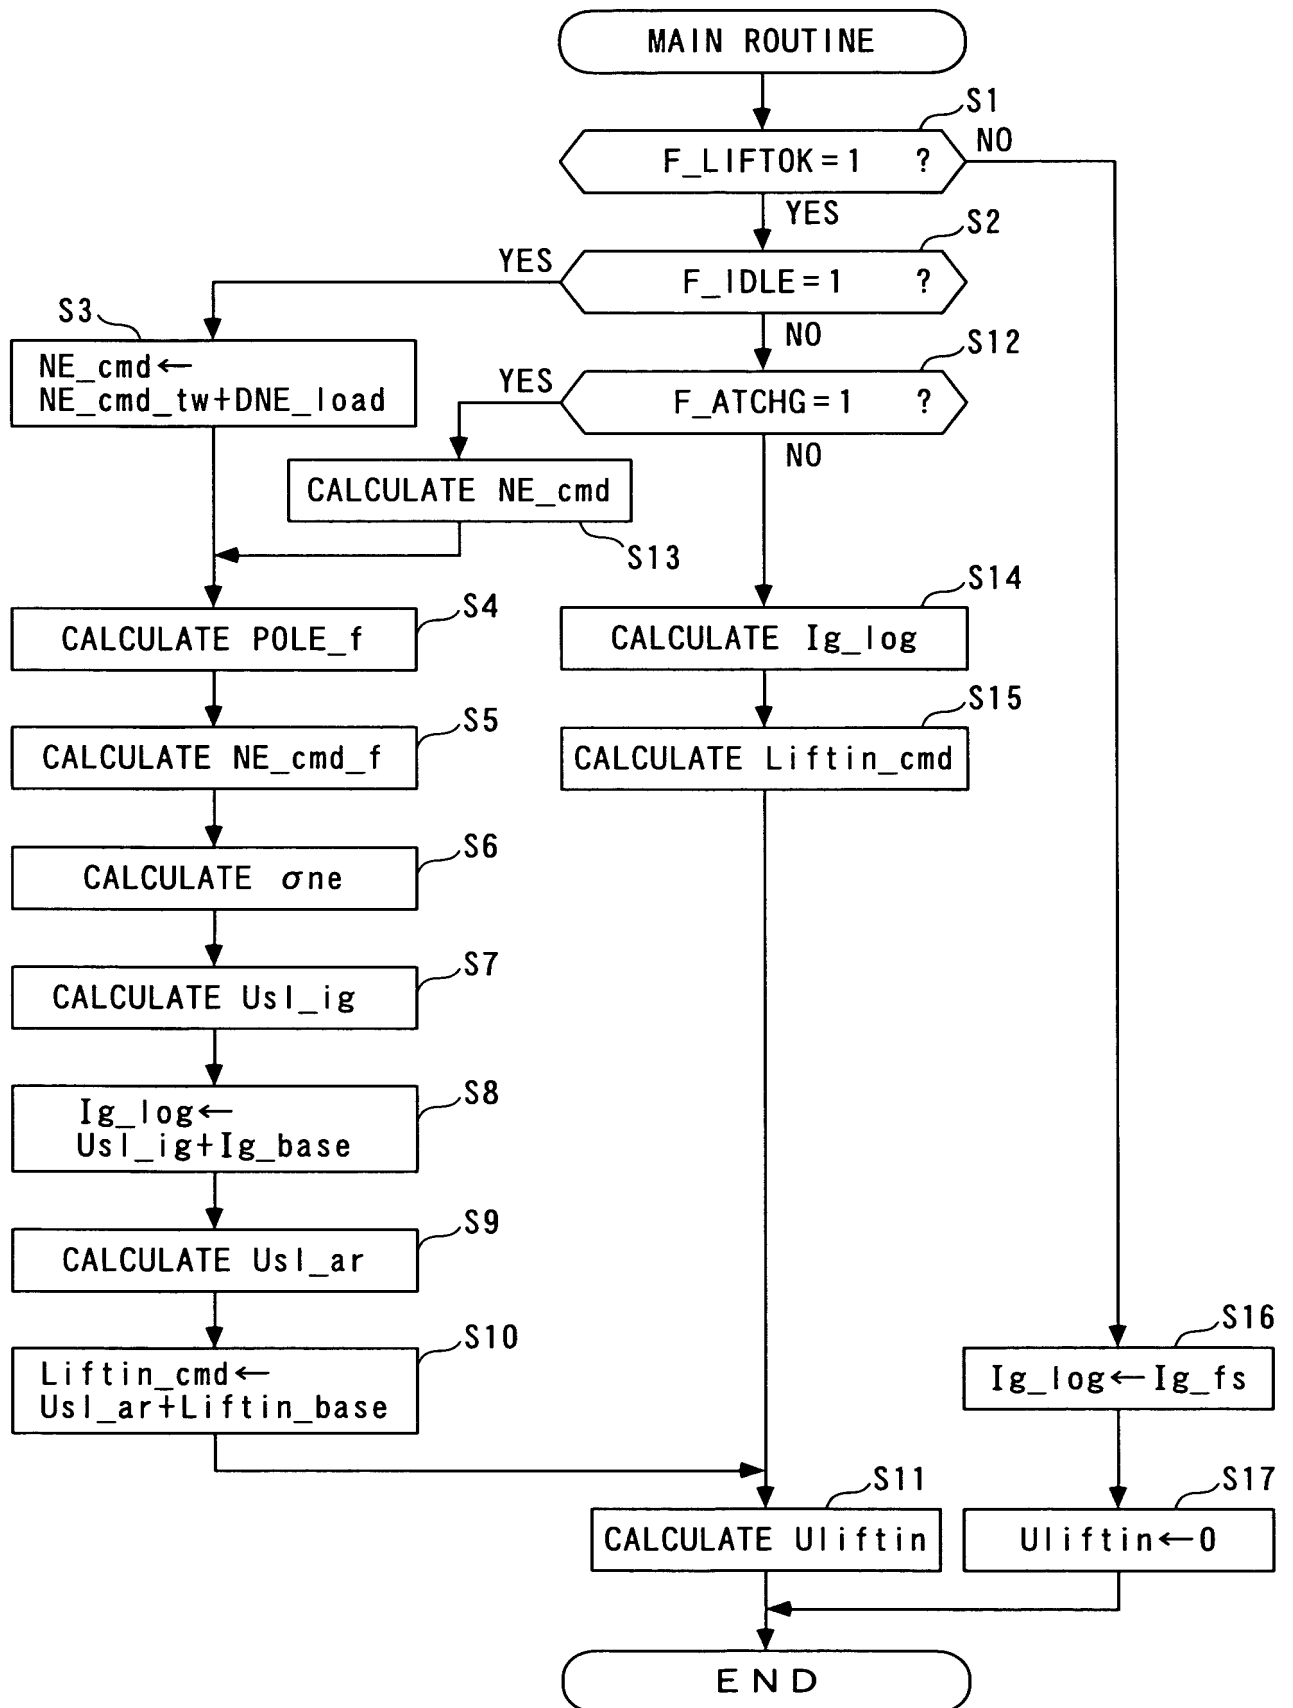 MAIN ROUTINE
S1
F_LIFTOK=1 ?
NO
YES
S2
F_IDLE=1 ?
YES
NO
S3
NE_cmd←
NE_cmd_tw+DNE_load
S12
F_ATCHG=1 ?
YES
NO
CALCULATE NE_cmd
S13
S4
CALCULATE POLE_f
S14
CALCULATE Ig_log
S5
CALCULATE NE_cmd_f
S15
CALCULATE Liftin_cmd
S6
CALCULATE σne
S7
CALCULATE Usl_ig
S8
Ig_log←
Usl_ig+Ig_base
S9
CALCULATE Usl_ar
S10
Liftin_cmd←
Usl_ar+Liftin_base
S16
Ig_log←Ig_fs
S11
CALCULATE Uliftin
S17
Uliftin←0
END